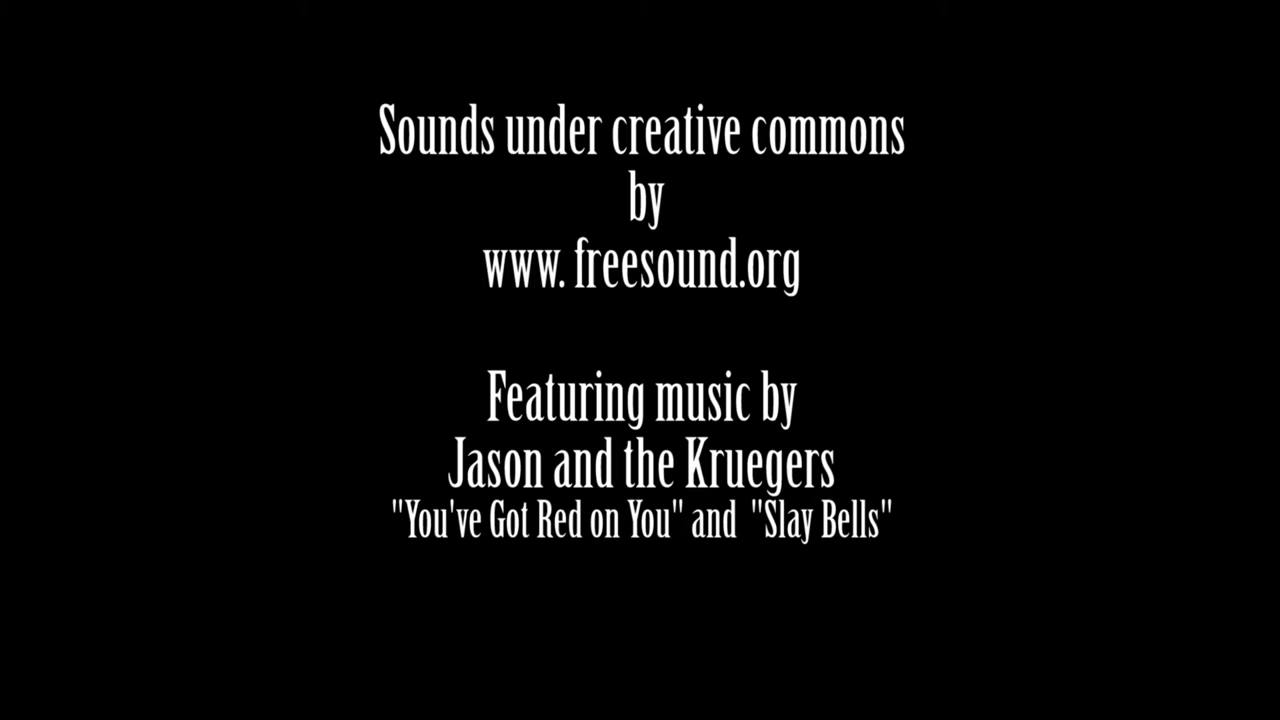 Sounds under creative commons
by
www. freesound.org
Featuring music by
Jason and the Kruegers
"You've Got Red on You" and  "Slay Bells"